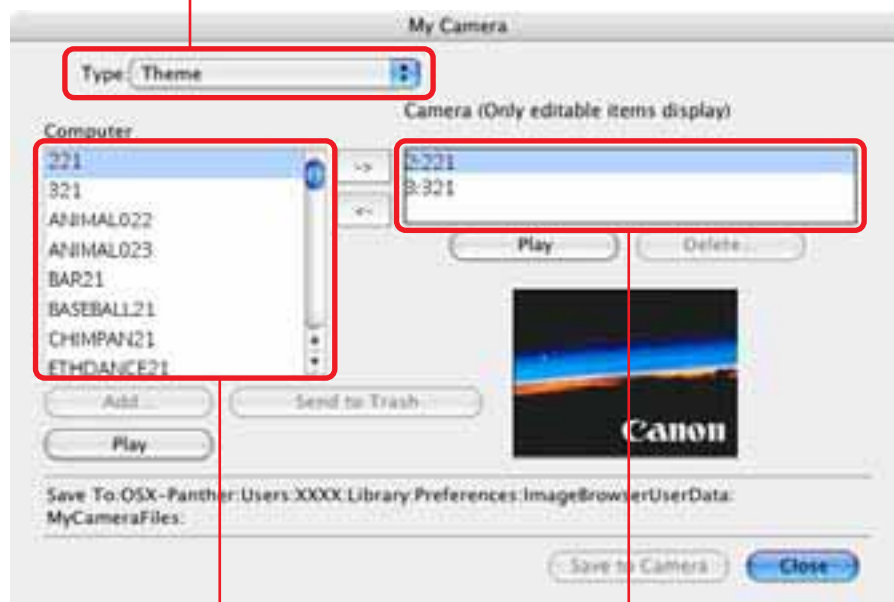 My Camera
Type: Theme
Camera (Only editable items display)
Computer
221
321
ANIMAL022
ANIMAL023
BAR21
BASEBALL21
CHIMPAN21
ETHDANCE21
->
<-
2:221
3:321
Play
Delete...
Canon
Add...
Send to Trash
Play
Save To:OSX-Panther:Users:XXXX:Library:Preferences:ImageBrowserUserData:
MyCameraFiles:
Save to Camera
Close